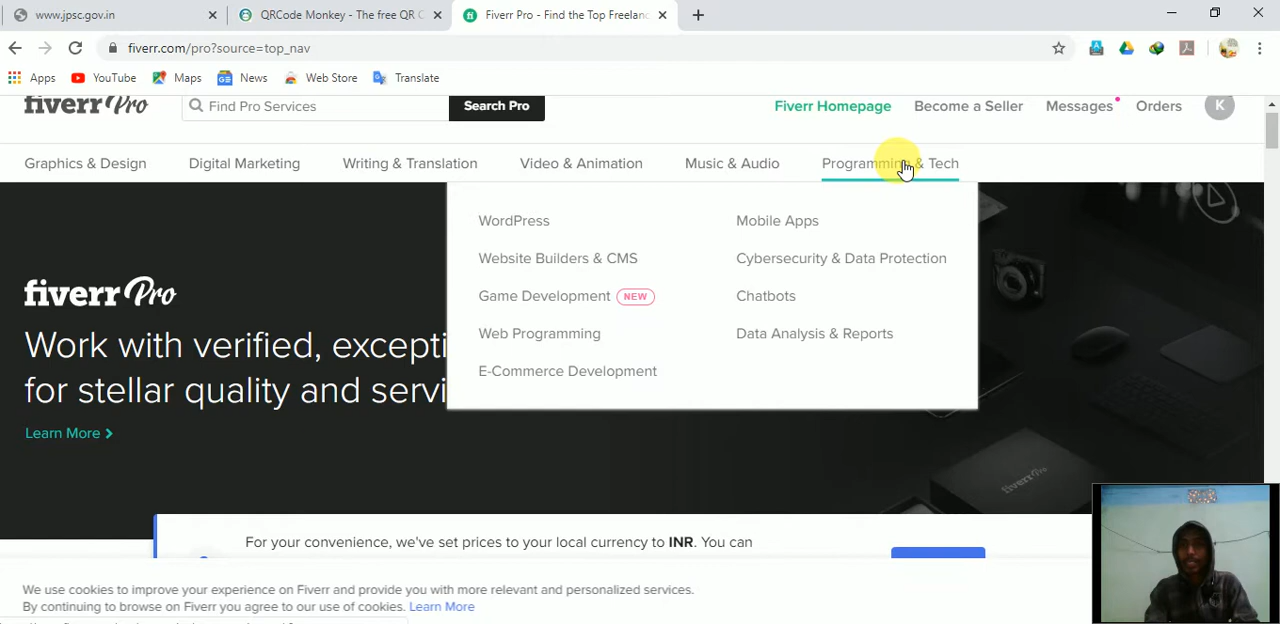 www.jpsc.gov.in
QRCode Monkey - The free QR C
Fiverr Pro - Find the Top Freelanc
fiverr.com/pro?source=top_nav
Apps
YouTube
Maps
News
Web Store
Translate
fiverr Pro
Find Pro Services
Search Pro
Fiverr Homepage
Become a Seller
Messages
Orders
K
Graphics & Design
Digital Marketing
Writing & Translation
Video & Animation
Music & Audio
Programming & Tech
WordPress
Mobile Apps
Website Builders & CMS
Cybersecurity & Data Protection
Game Development NEW
Chatbots
Web Programming
Data Analysis & Reports
E-Commerce Development
fiverr Pro
Work with verified, excepti
for stellar quality and servi
Learn More
fiverr Pro
For your convenience, we've set prices to your local currency to INR. You can
We use cookies to improve your experience on Fiverr and provide you with more relevant and personalized services.
By continuing to browse on Fiverr you agree to our use of cookies. Learn More